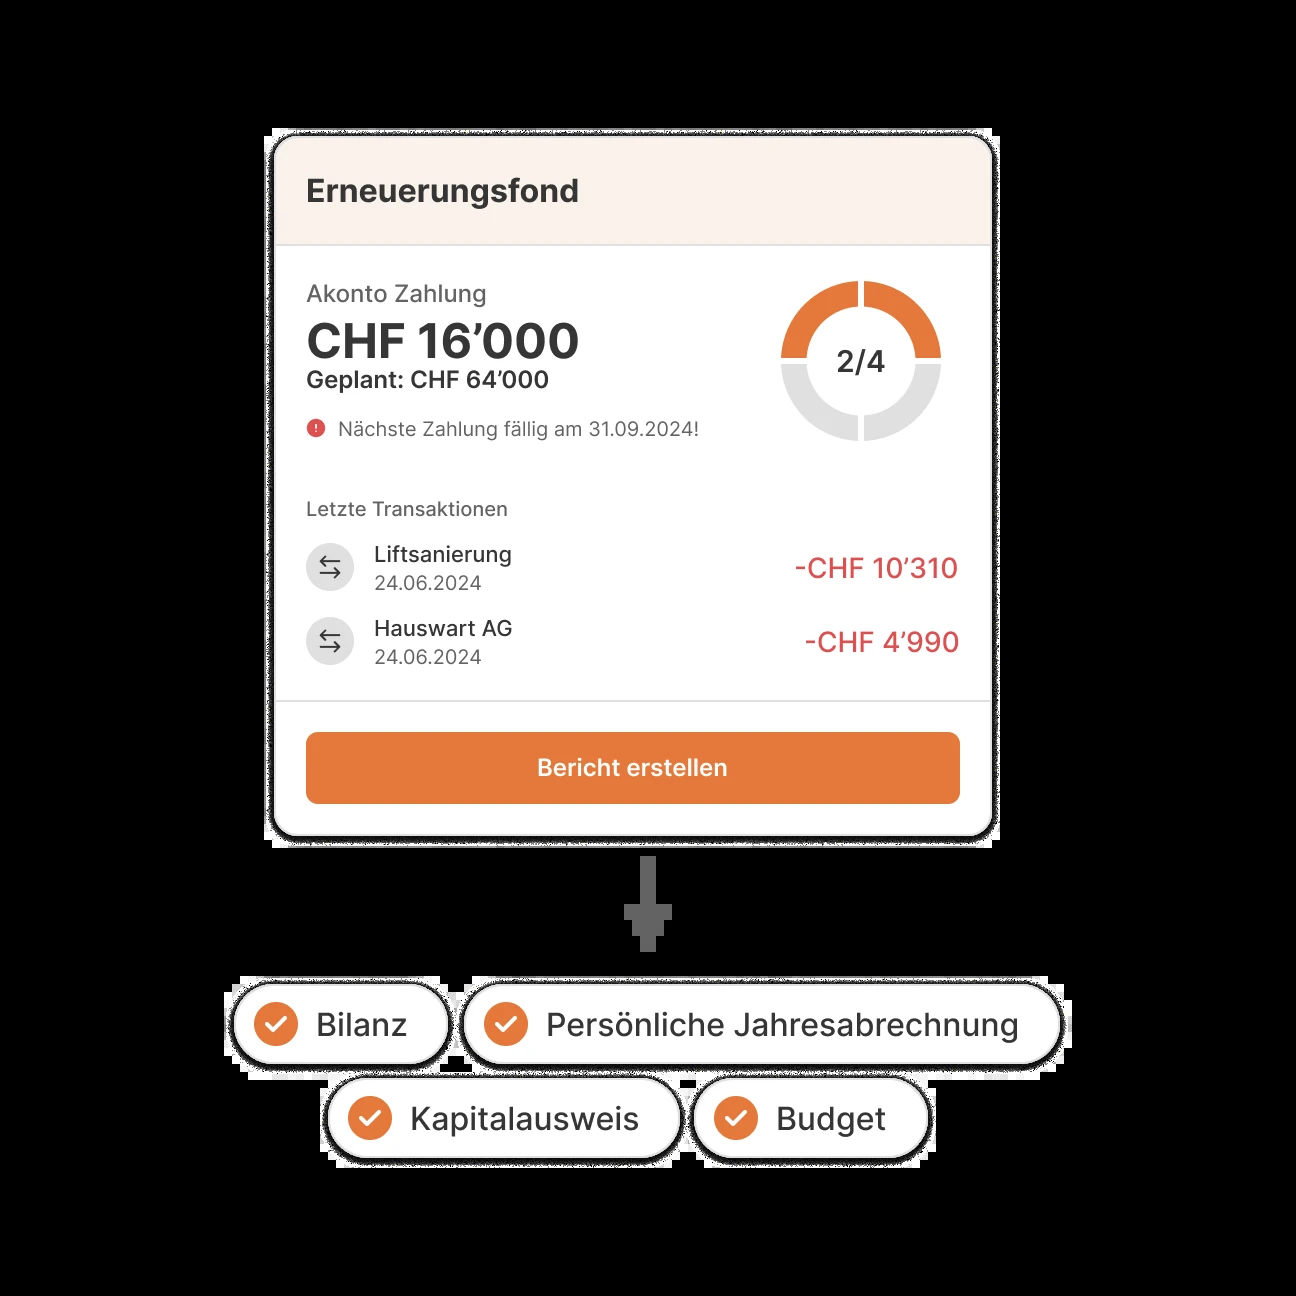 Erneuerungsfond
Akonto Zahlung
CHF 16’000
Geplant: CHF 64’000
2/4
! Nächste Zahlung fällig am 31.09.2024!
Letzte Transaktionen
Liftsanierung
24.06.2024
-CHF 10’310
Hauswart AG
24.06.2024
-CHF 4’990
Bericht erstellen
Bilanz
Persönliche Jahresabrechnung
Kapitalausweis
Budget